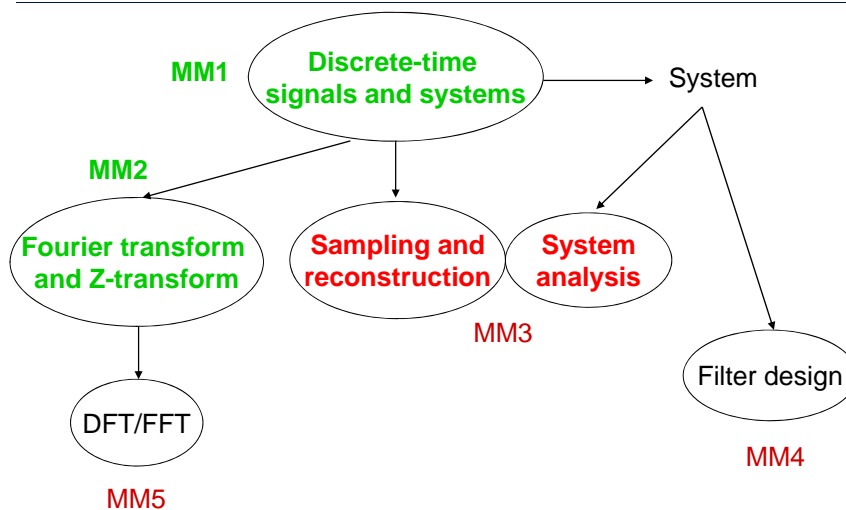 MM1
Discrete-time
signals and systems
System
MM2
Fourier transform
and Z-transform
Sampling and
reconstruction
System
analysis
MM3
Filter design
DFT/FFT
MM4
MM5